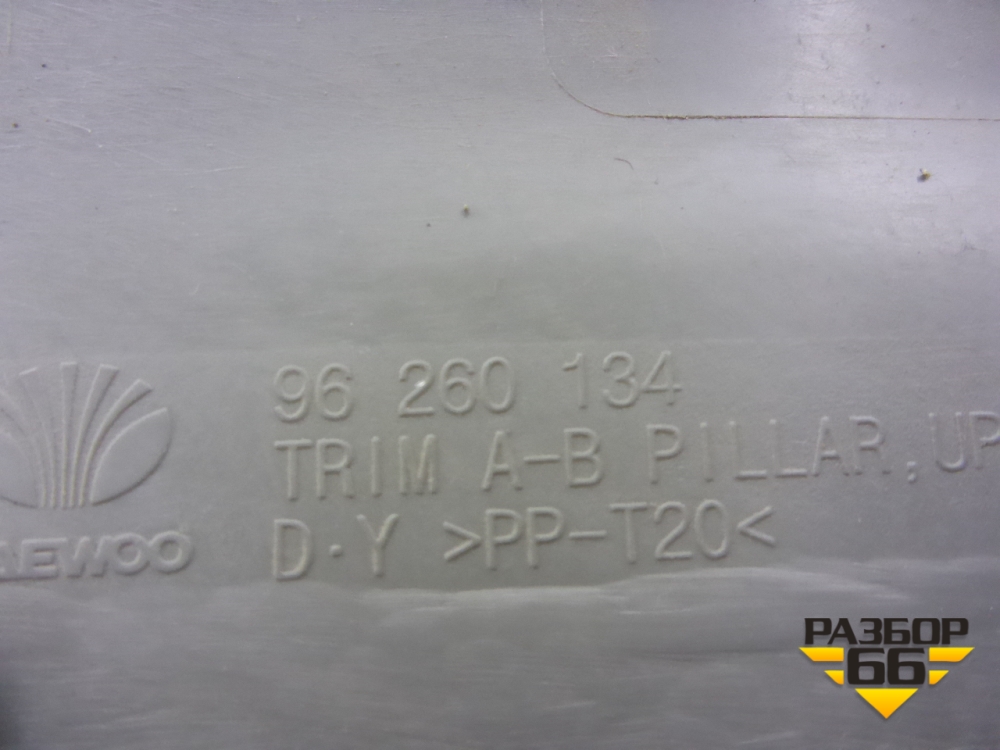 96 260 134
TRIM A-B PILLAR, UP
D·Y >PP-T20<
AEWOO
РАЗБОР
66